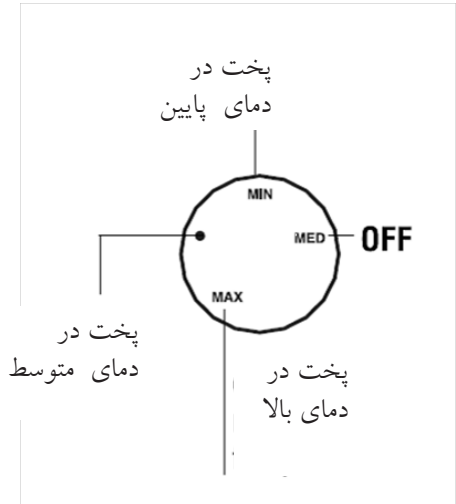 پخت در
دمای پایین
MIN
MED
OFF
MAX
پخت در
دمای متوسط
پخت در
دمای بالا